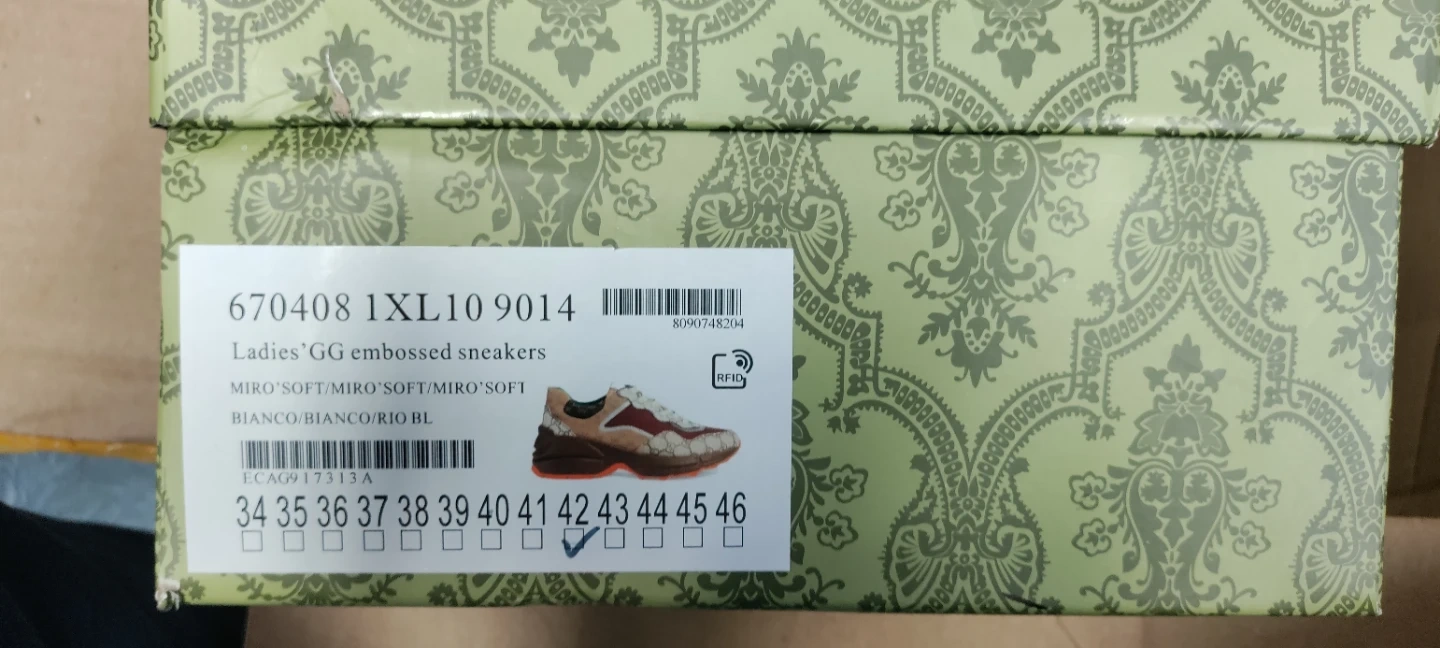 670408 1XL10 9014
8090748204
Ladies'GG embossed sneakers
RFID
MIRO'SOFT/MIRO'SOFT/MIRO'SOFT
BIANCO/BIANCO/RIO BL
ECAG917313A
34 35 36 37 38 39 40 41 42 43 44 45 46